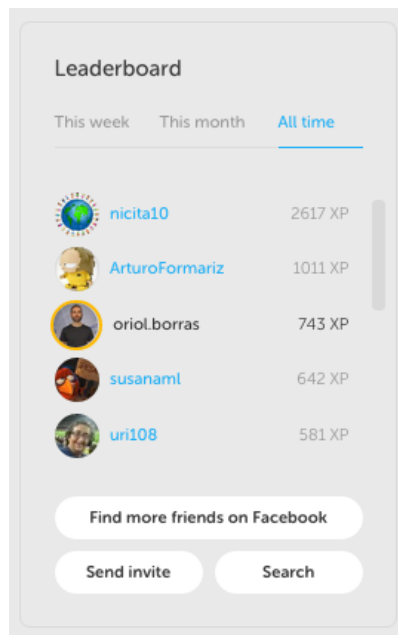 Leaderboard
This week This month All time
nicita10 2617 XP
ArturoFormariz 1011 XP
oriol.borras 743 XP
susanaml 642 XP
uri108 581 XP
Find more friends on Facebook
Send invite Search